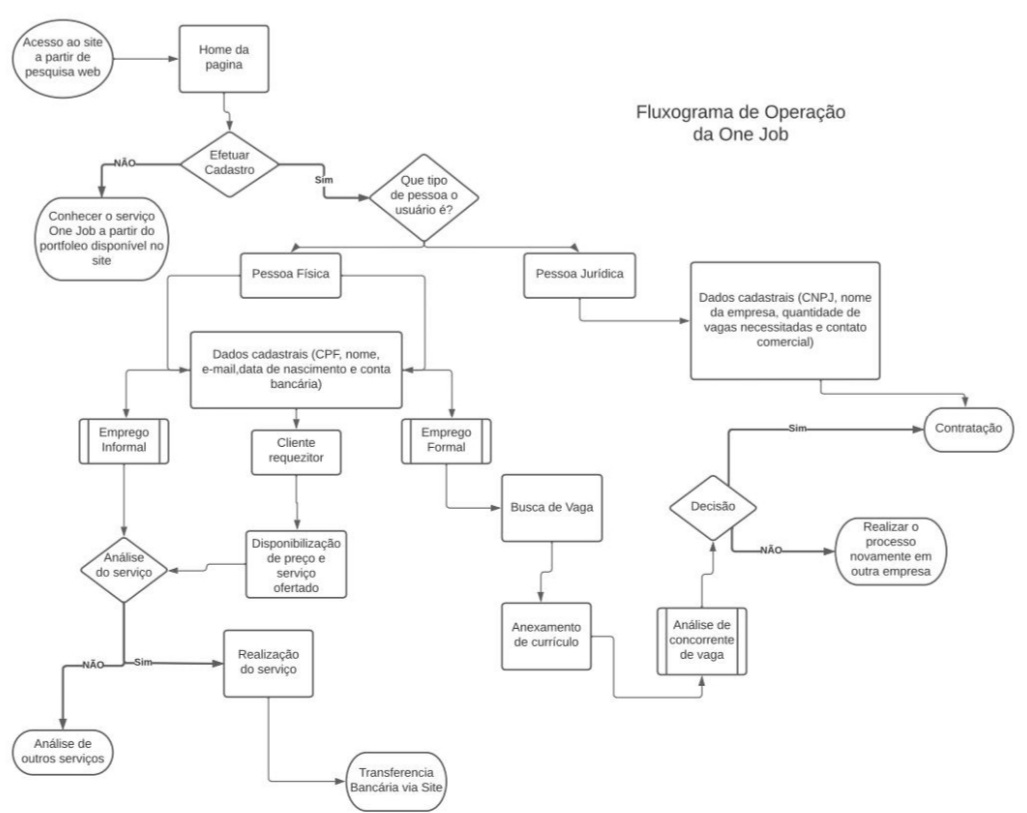 Acesso ao site
a partir de
pesquisa web
Home da
pagina
Fluxograma de Operação
da One Job
Efetuar
Cadastro
NÃO
Sim
Que tipo
de pessoa o
usuário é?
Conhecer o serviço
One Job a partir do
portfoleo disponível no
site
Pessoa Física
Pessoa Jurídica
Dados cadastrais (CNPJ, nome
da empresa, quantidade de
vagas necessitadas e contato
comercial)
Dados cadastrais (CPF, nome,
e-mail,data de nascimento e conta
bancária)
Emprego
Informal
Cliente
requezitor
Emprego
Formal
Sim
Contratação
Busca de Vaga
Decisão
NÃO
Realizar o
processo
novamente em
outra empresa
Análise
do serviço
Disponibilização
de preço e
serviço
ofertado
Anexamento
de currículo
Análise de
concorrente
de vaga
NÃO
Sim
Realização
do serviço
Análise de
outros serviços
Transferencia
Bancária via Site